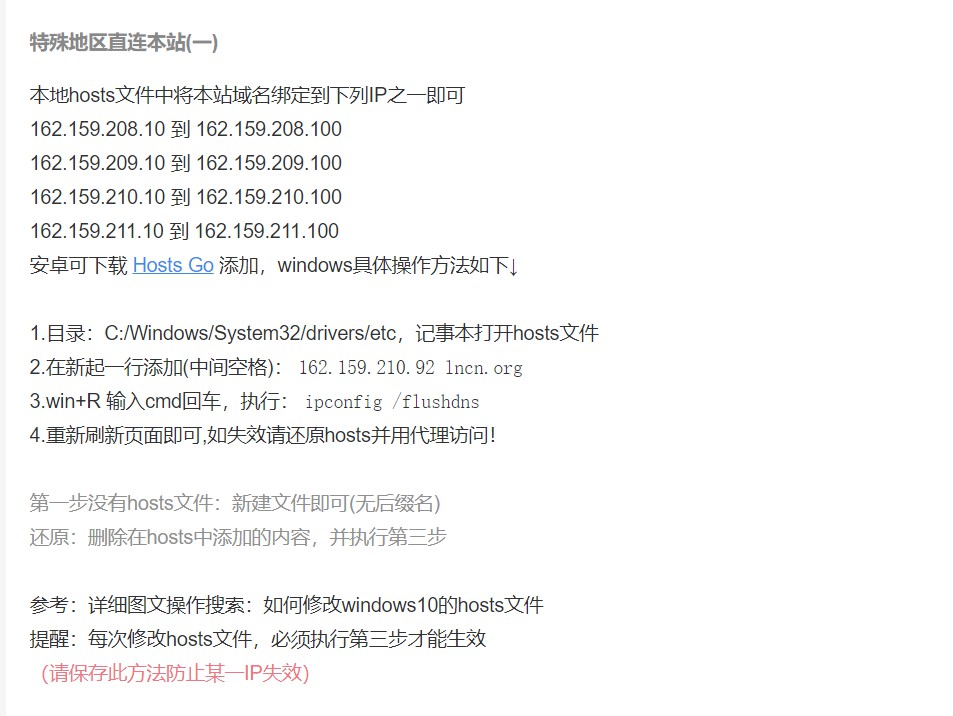 特殊地区直连本站(一)
本地hosts文件中将本站域名绑定到下列IP之一即可
162.159.208.10 到 162.159.208.100
162.159.209.10 到 162.159.209.100
162.159.210.10 到 162.159.210.100
162.159.211.10 到 162.159.211.100
安卓可下载 Hosts Go 添加，windows具体操作方法如下↓
1.目录：C:/Windows/System32/drivers/etc，记事本打开hosts文件
2.在新起一行添加(中间空格)： 162.159.210.92 lncn.org
3.win+R 输入cmd回车，执行： ipconfig /flushdns
4.重新刷新页面即可,如失效请还原hosts并用代理访问！
第一步没有hosts文件：新建文件即可(无后缀名)
还原：删除在hosts中添加的内容，并执行第三步
参考：详细图文操作搜索：如何修改windows10的hosts文件
提醒：每次修改hosts文件，必须执行第三步才能生效
（请保存此方法防止某一IP失效）